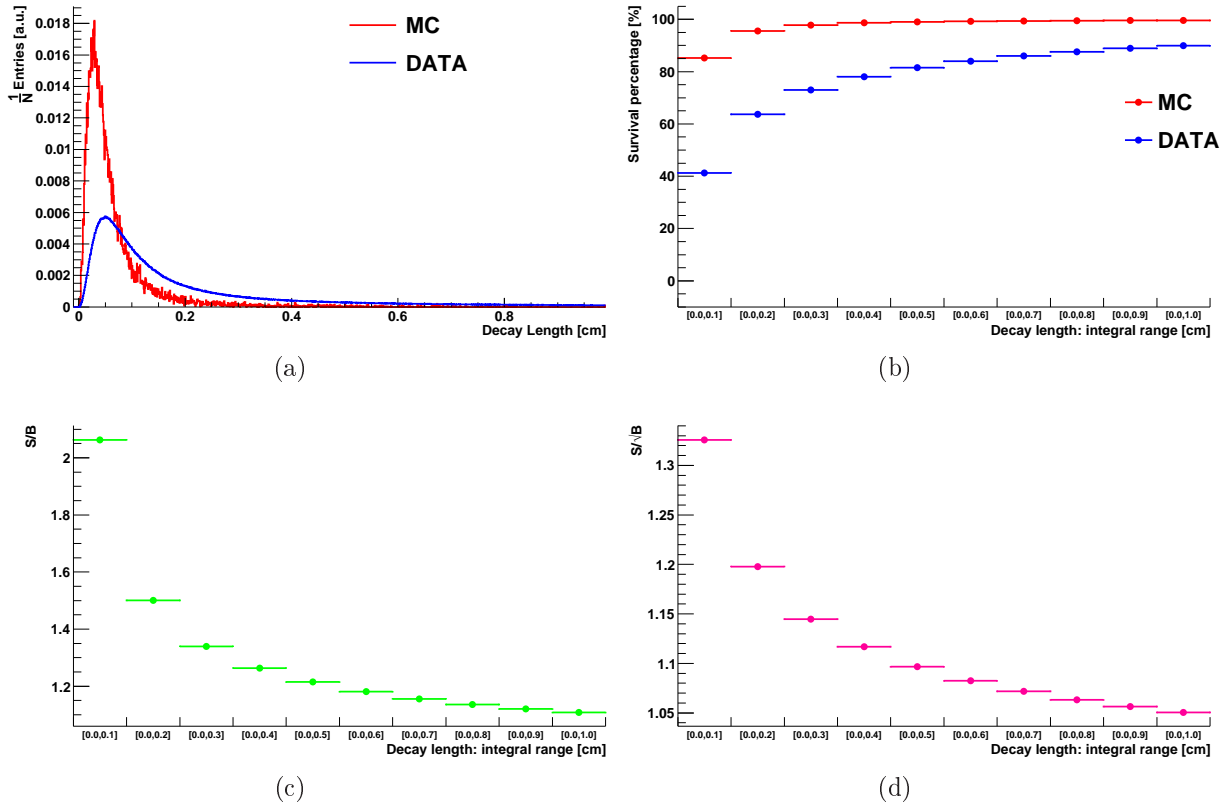 1/N Entries [a.u.]
0.018
0.016
0.014
0.012
0.01
0.008
0.006
0.004
0.002
0
MC
DATA
0 0.2 0.4 0.6 0.8
Decay Length [cm]
(a)
Survival percentage [%]
100
80
60
40
20
0
MC
DATA
[0.0,0.1] [0.0,0.2] [0.0,0.3] [0.0,0.4] [0.0,0.5] [0.0,0.6] [0.0,0.7] [0.0,0.8] [0.0,0.9] [0.0,1.0]
Decay length: integral range [cm]
(b)
S/B
2
1.8
1.6
1.4
1.2
[0.0,0.1] [0.0,0.2] [0.0,0.3] [0.0,0.4] [0.0,0.5] [0.0,0.6] [0.0,0.7] [0.0,0.8] [0.0,0.9] [0.0,1.0]
Decay length: integral range [cm]
(c)
S/√B
1.3
1.25
1.2
1.15
1.1
1.05
[0.0,0.1] [0.0,0.2] [0.0,0.3] [0.0,0.4] [0.0,0.5] [0.0,0.6] [0.0,0.7] [0.0,0.8] [0.0,0.9] [0.0,1.0]
Decay length: integral range [cm]
(d)